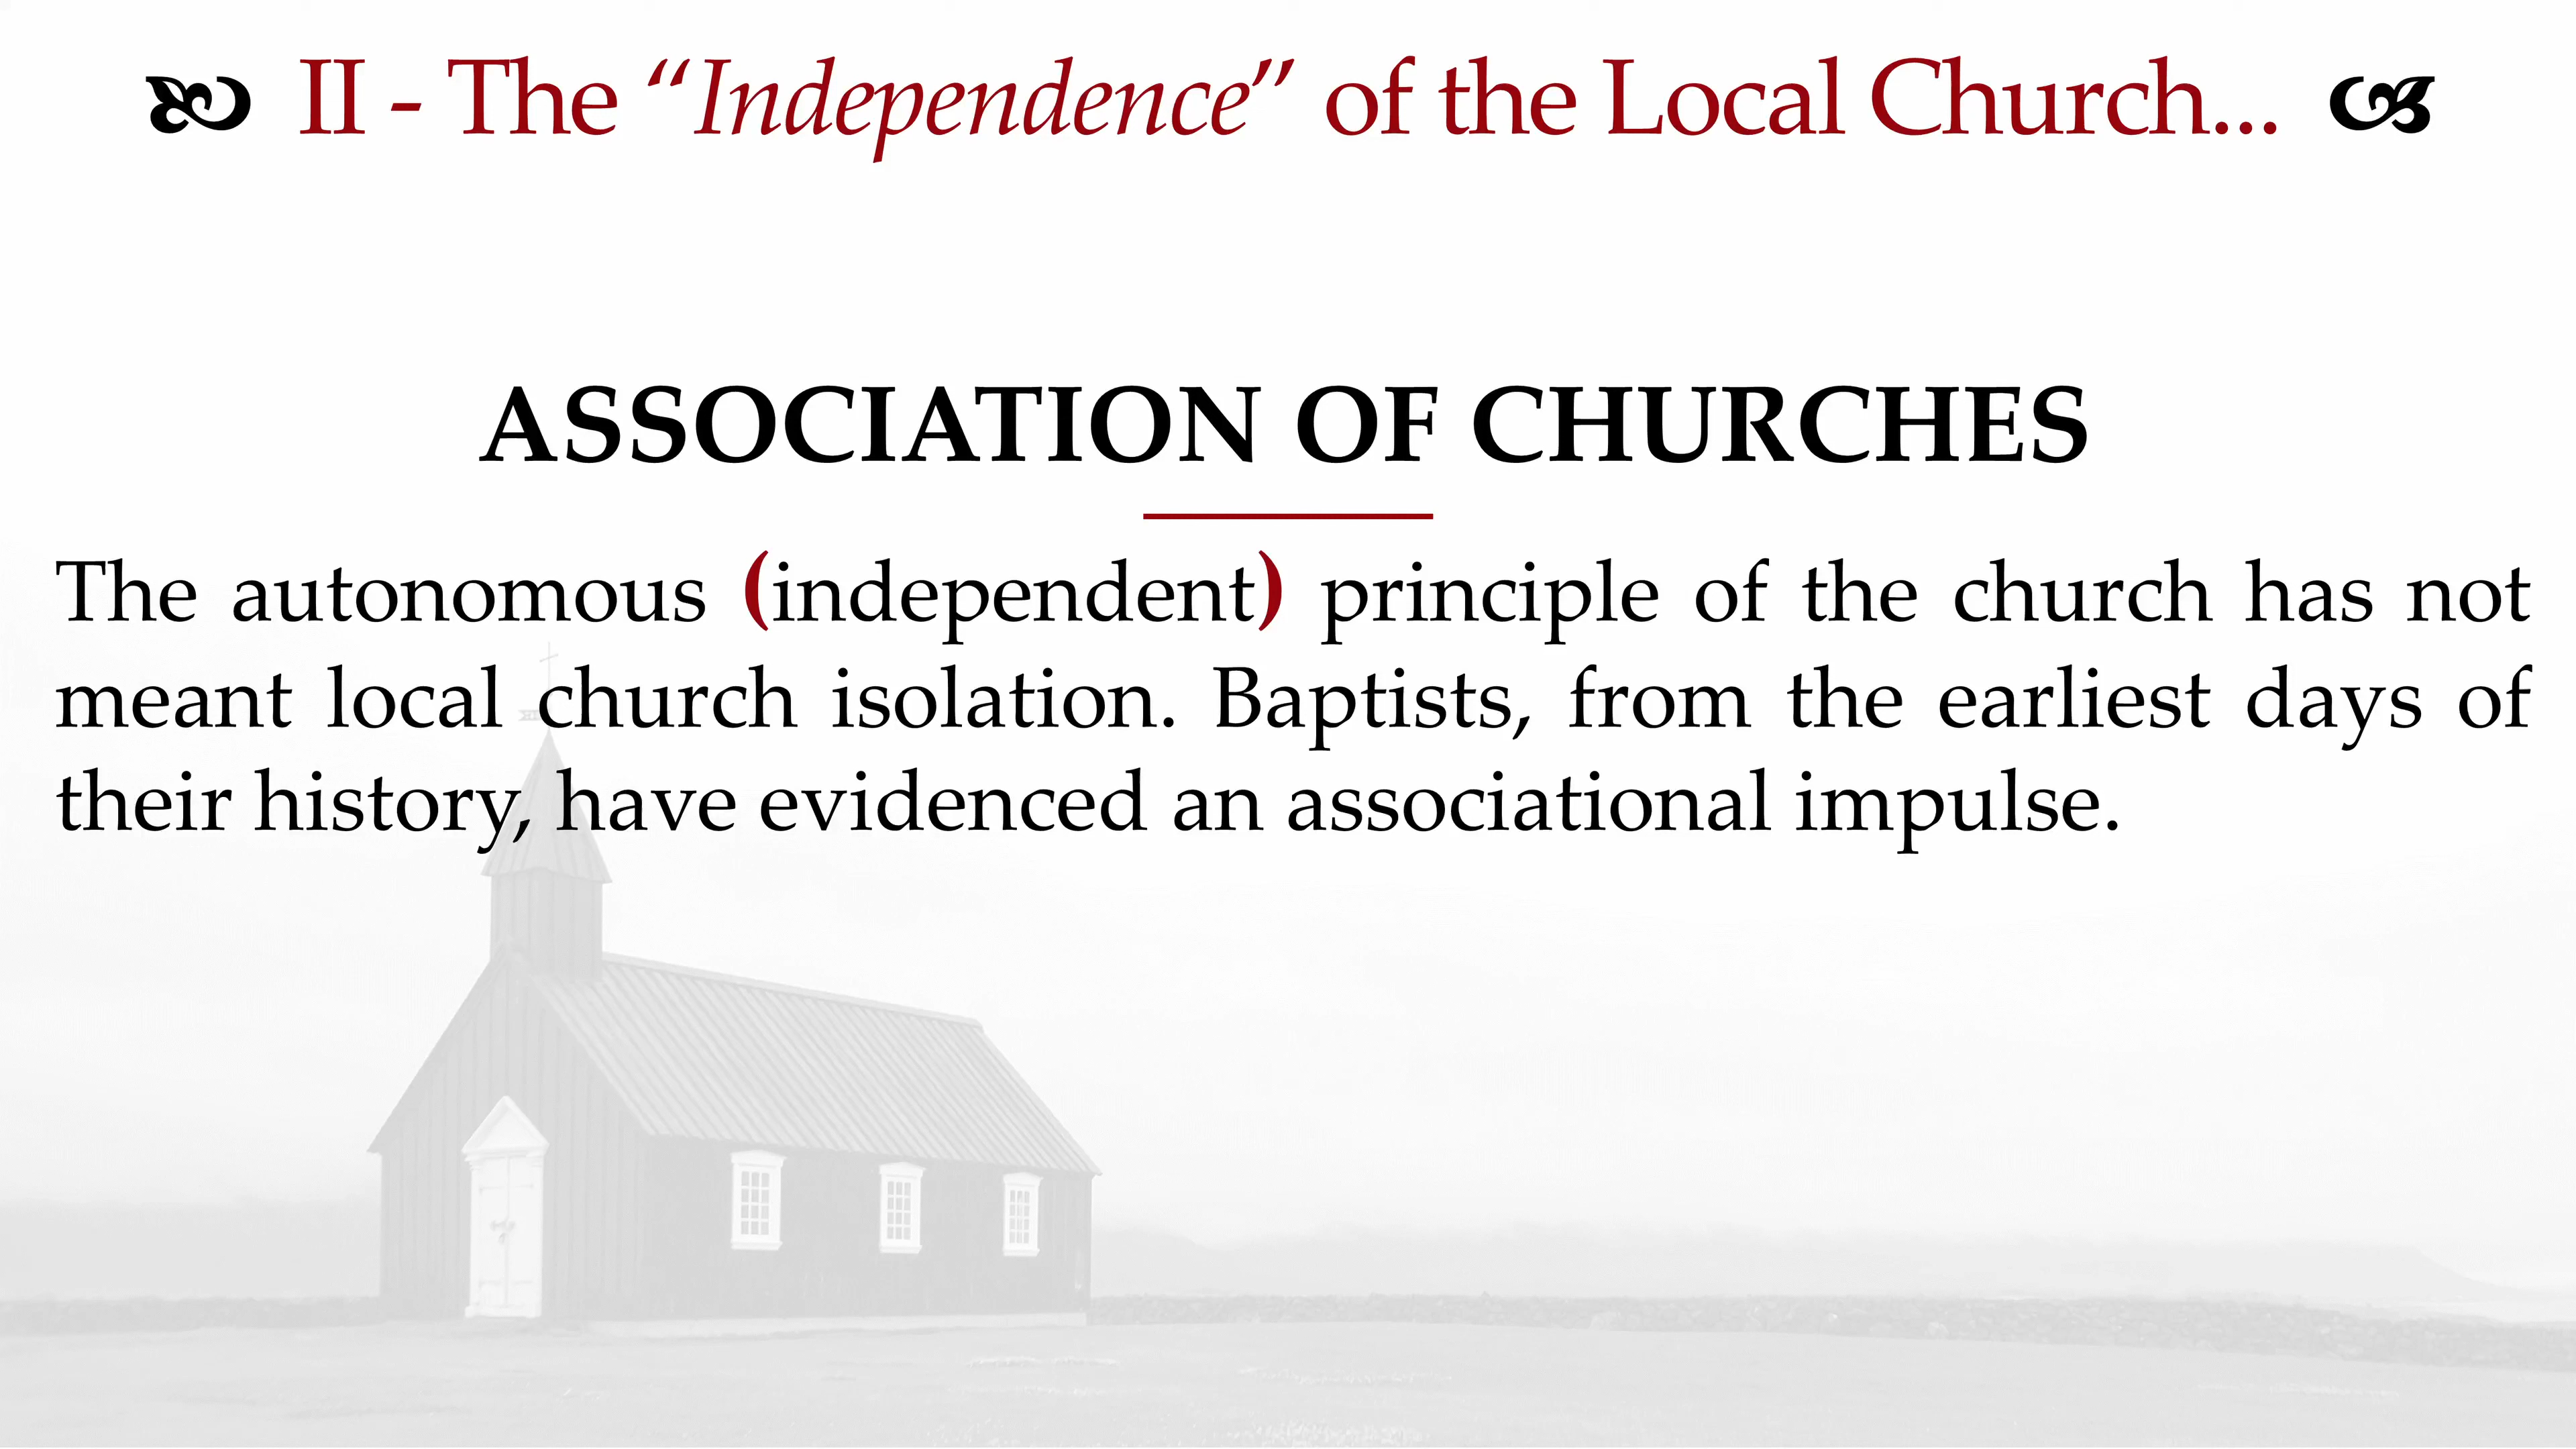 II - The “Independence” of the Local Church...
ASSOCIATION OF CHURCHES
The autonomous (independent) principle of the church has not
meant local church isolation. Baptists, from the earliest days of
their history, have evidenced an associational impulse.